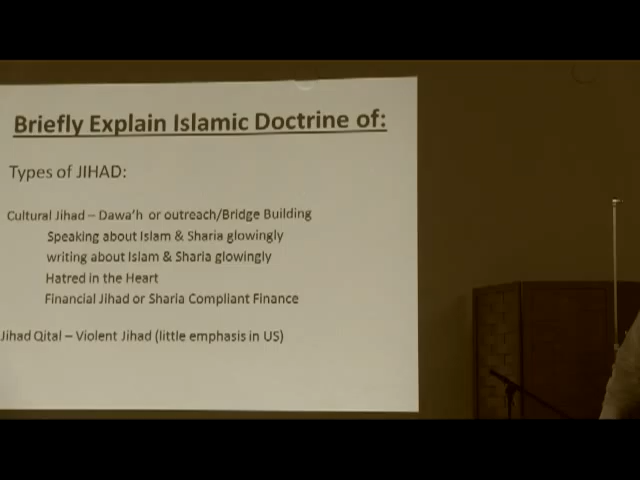 Briefly Explain Islamic Doctrine of:
Types of JIHAD:
Cultural Jihad – Dawa'h or outreach/Bridge Building
Speaking about Islam & Sharia glowingly
writing about Islam & Sharia glowingly
Hatred in the Heart
Financial Jihad or Sharia Compliant Finance
Jihad Qital – Violent Jihad (little emphasis in US)